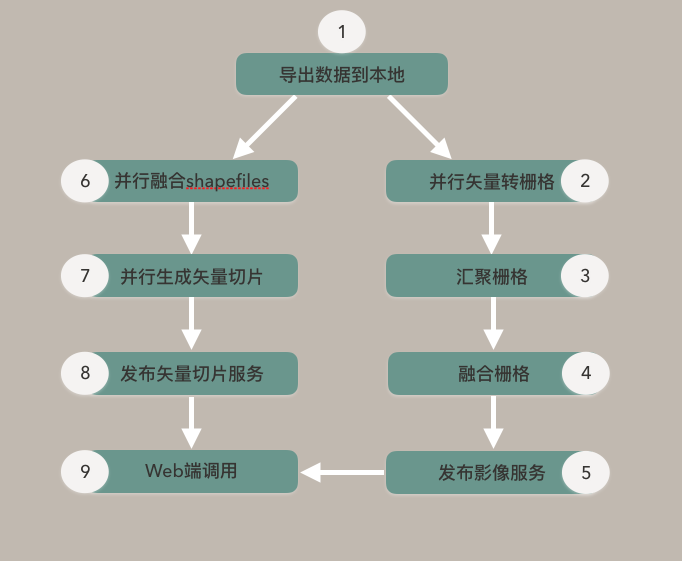 1
导出数据到本地
6
并行融合shapefiles
并行矢量转栅格
2
7
并行生成矢量切片
汇聚栅格
3
8
发布矢量切片服务
融合栅格
4
9
Web端调用
发布影像服务
5